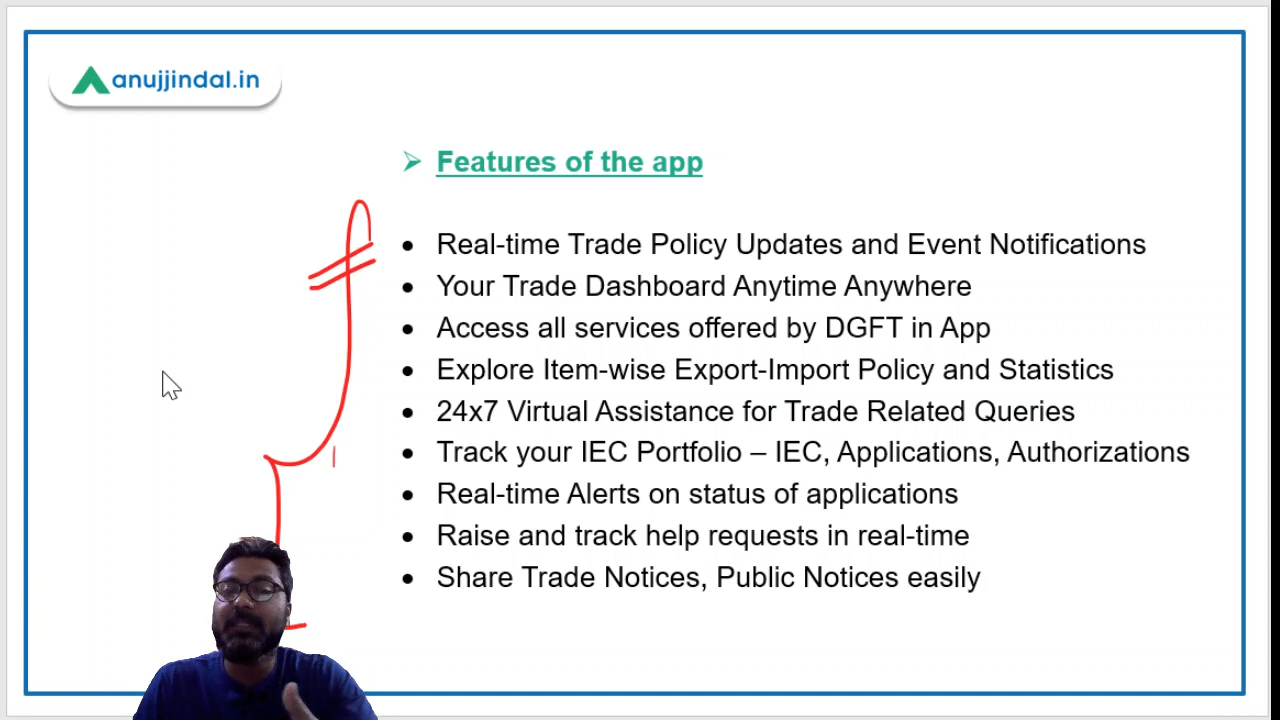 anujjindal.in
Features of the app
Real-time Trade Policy Updates and Event Notifications
Your Trade Dashboard Anytime Anywhere
Access all services offered by DGFT in App
Explore Item-wise Export-Import Policy and Statistics
24x7 Virtual Assistance for Trade Related Queries
Track your IEC Portfolio – IEC, Applications, Authorizations
Real-time Alerts on status of applications
Raise and track help requests in real-time
Share Trade Notices, Public Notices easily